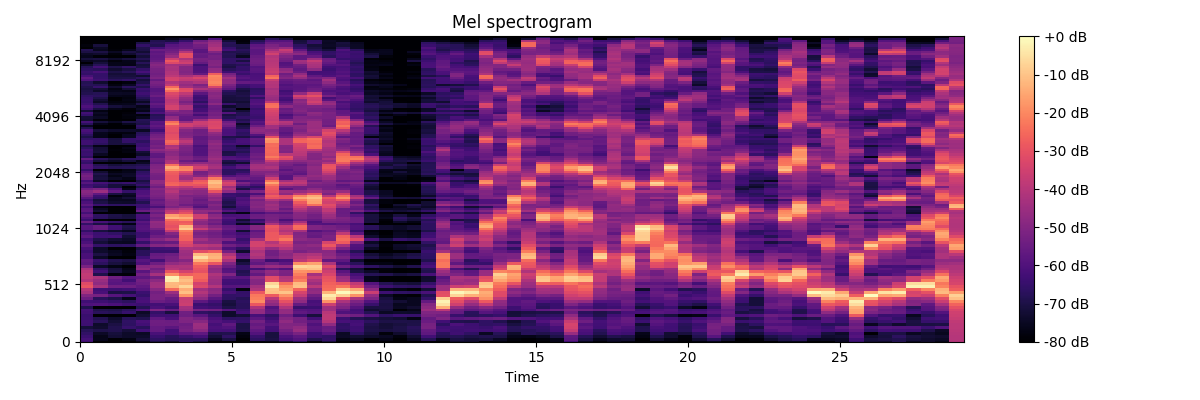 Mel spectrogram
Hz
8192
4096
2048
1024
512
0
0 5 10 15 20 25
Time
+0 dB
-10 dB
-20 dB
-30 dB
-40 dB
-50 dB
-60 dB
-70 dB
-80 dB